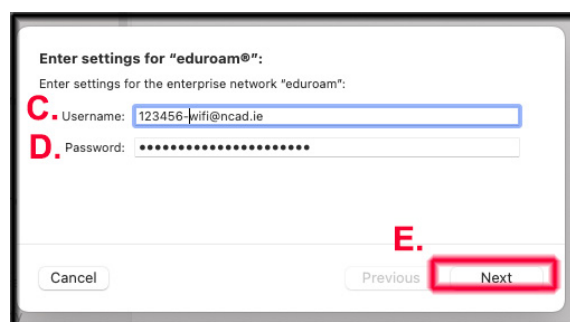 Enter settings for “eduroam®”:
Enter settings for the enterprise network “eduroam”:
C. Username: 123456-wifi@ncad.ie
D. Password: ••••••••••••••••••••••
E.
Cancel Previous Next